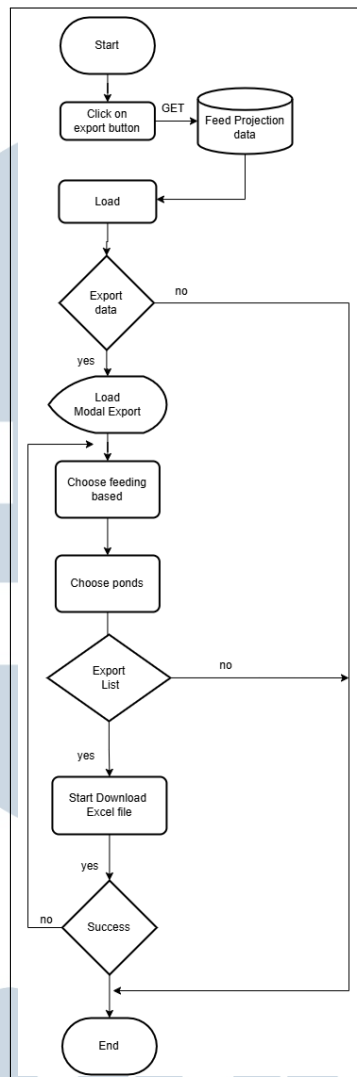 Start
Click on
export button
GET
Feed Projection
data
Load
Export
data
no
yes
Load
Modal Export
Choose feeding
based
Choose ponds
Export
List
no
yes
Start Download
Excel file
yes
no
Success
End